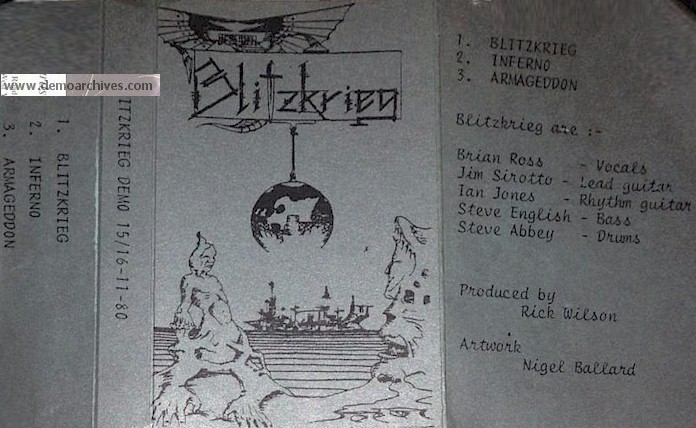 www.demoarchives.com
1. BLITZKRIEG
2. INFERNO
3. ARMAGEDDON
ITZKRIEG DEMO 15/16-11-80
Blitzkrieg
1. BLITZKRIEG
2. INFERNO
3. ARMAGEDDON
Blitzkrieg are :-
Brian Ross - Vocals
Jim Sirotto - Lead guitar
Ian Jones - Rhythm guitar
Steve English - Bass
Steve Abbey - Drums
Produced by
Rick Wilson
Artwork
Nigel Ballard